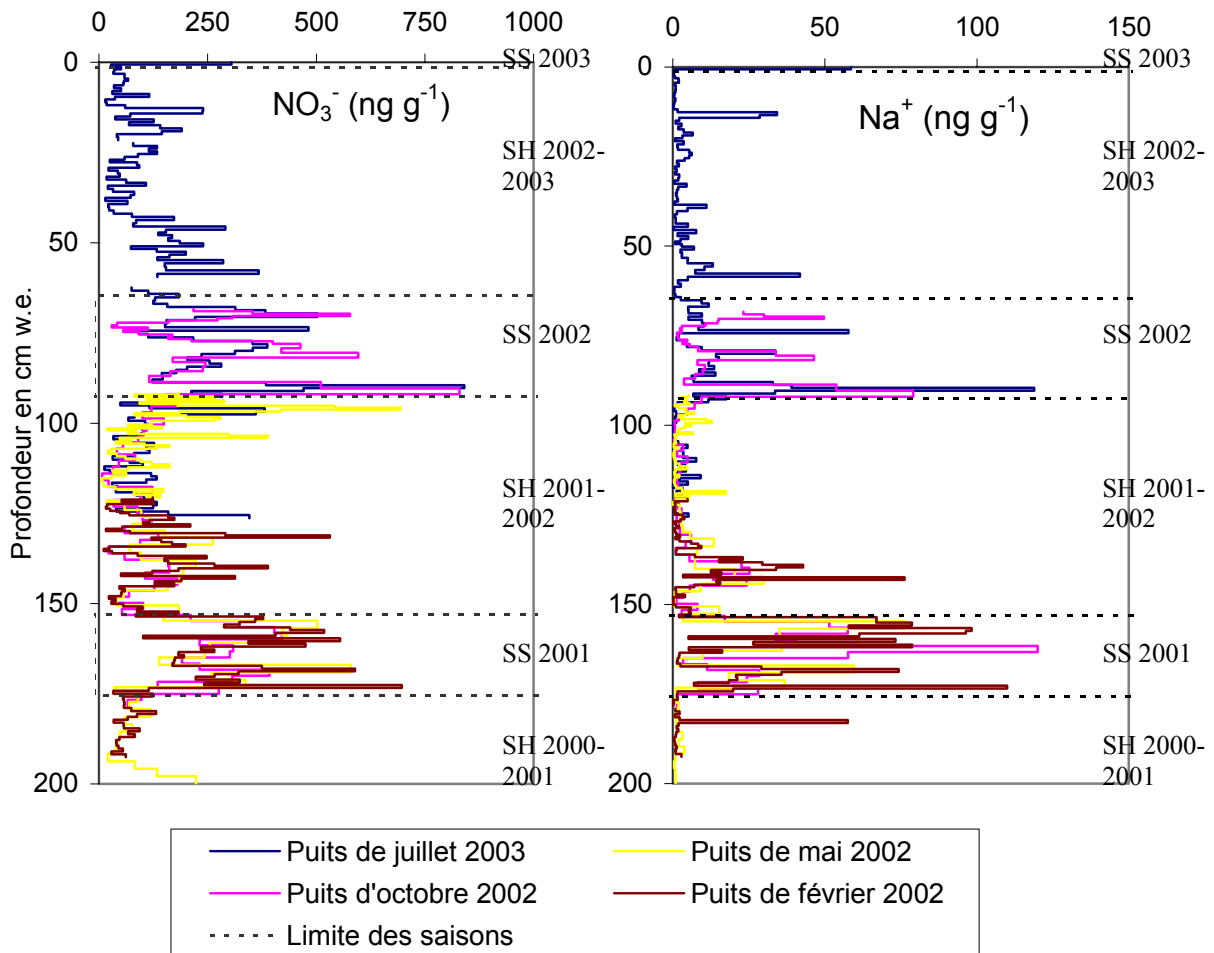 0 250 500 750 1000
0 50 100 150
0
50
100
150
200
Profondeur en cm w.e.
NO₃⁻ (ng g⁻¹)
SS 2003
SH 2002-
2003
SS 2002
SH 2001-
2002
SS 2001
SH 2000-
2001
0
50
100
150
200
Na⁺ (ng g⁻¹)
SS 2003
SH 2002-
2003
SS 2002
SH 2001-
2002
SS 2001
SH 2000-
2001
Puits de juillet 2003
Puits de mai 2002
Puits d'octobre 2002
Puits de février 2002
Limite des saisons